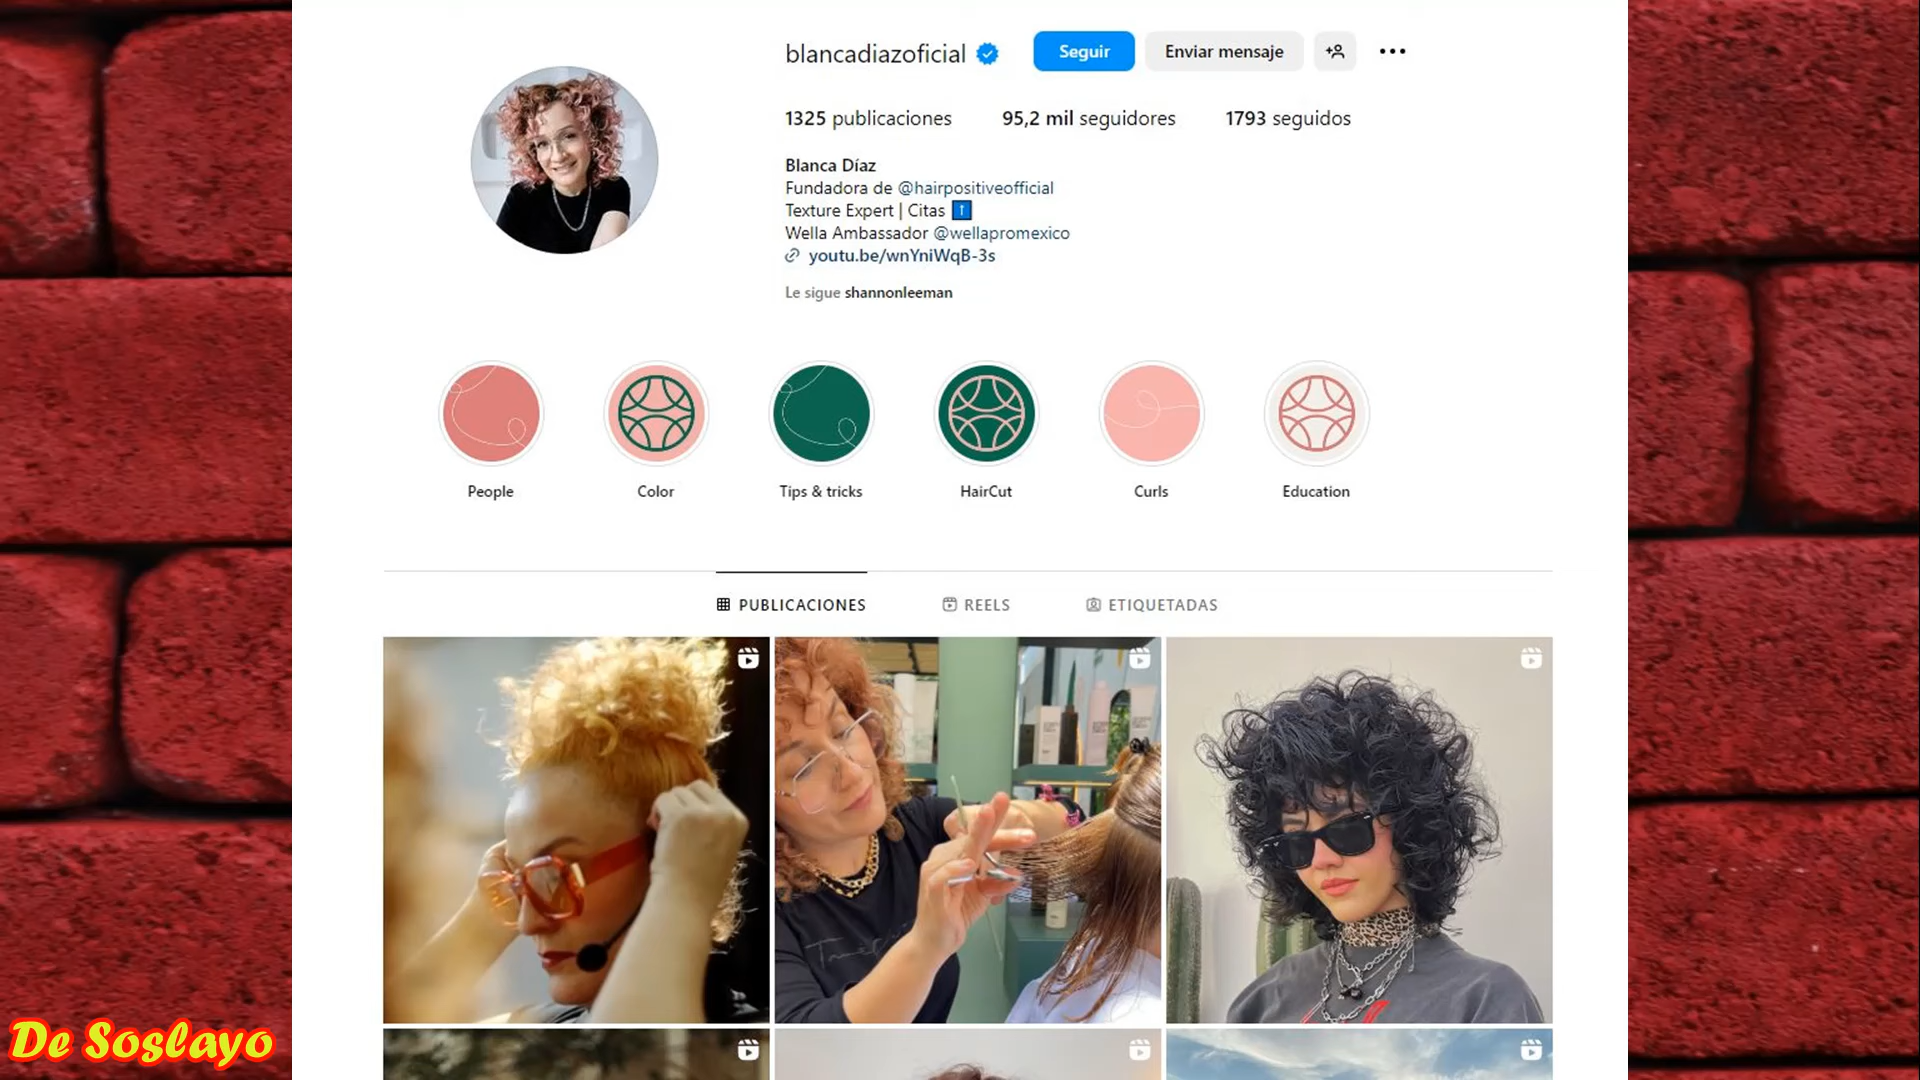 blancadiazoficial
Seguir
Enviar mensaje
1325 publicaciones
95,2 mil seguidores
1793 seguidos
Blanca Díaz
Fundadora de @hairpositiveofficial
Texture Expert | Citas ⬆
Wella Ambassador @wellapromexico
youtu.be/wnYniWqB-3s
Le sigue shannonleeman
People
Color
Tips & tricks
HairCut
Curls
Education
PUBLICACIONES
REELS
ETIQUETADAS
De Soslayo